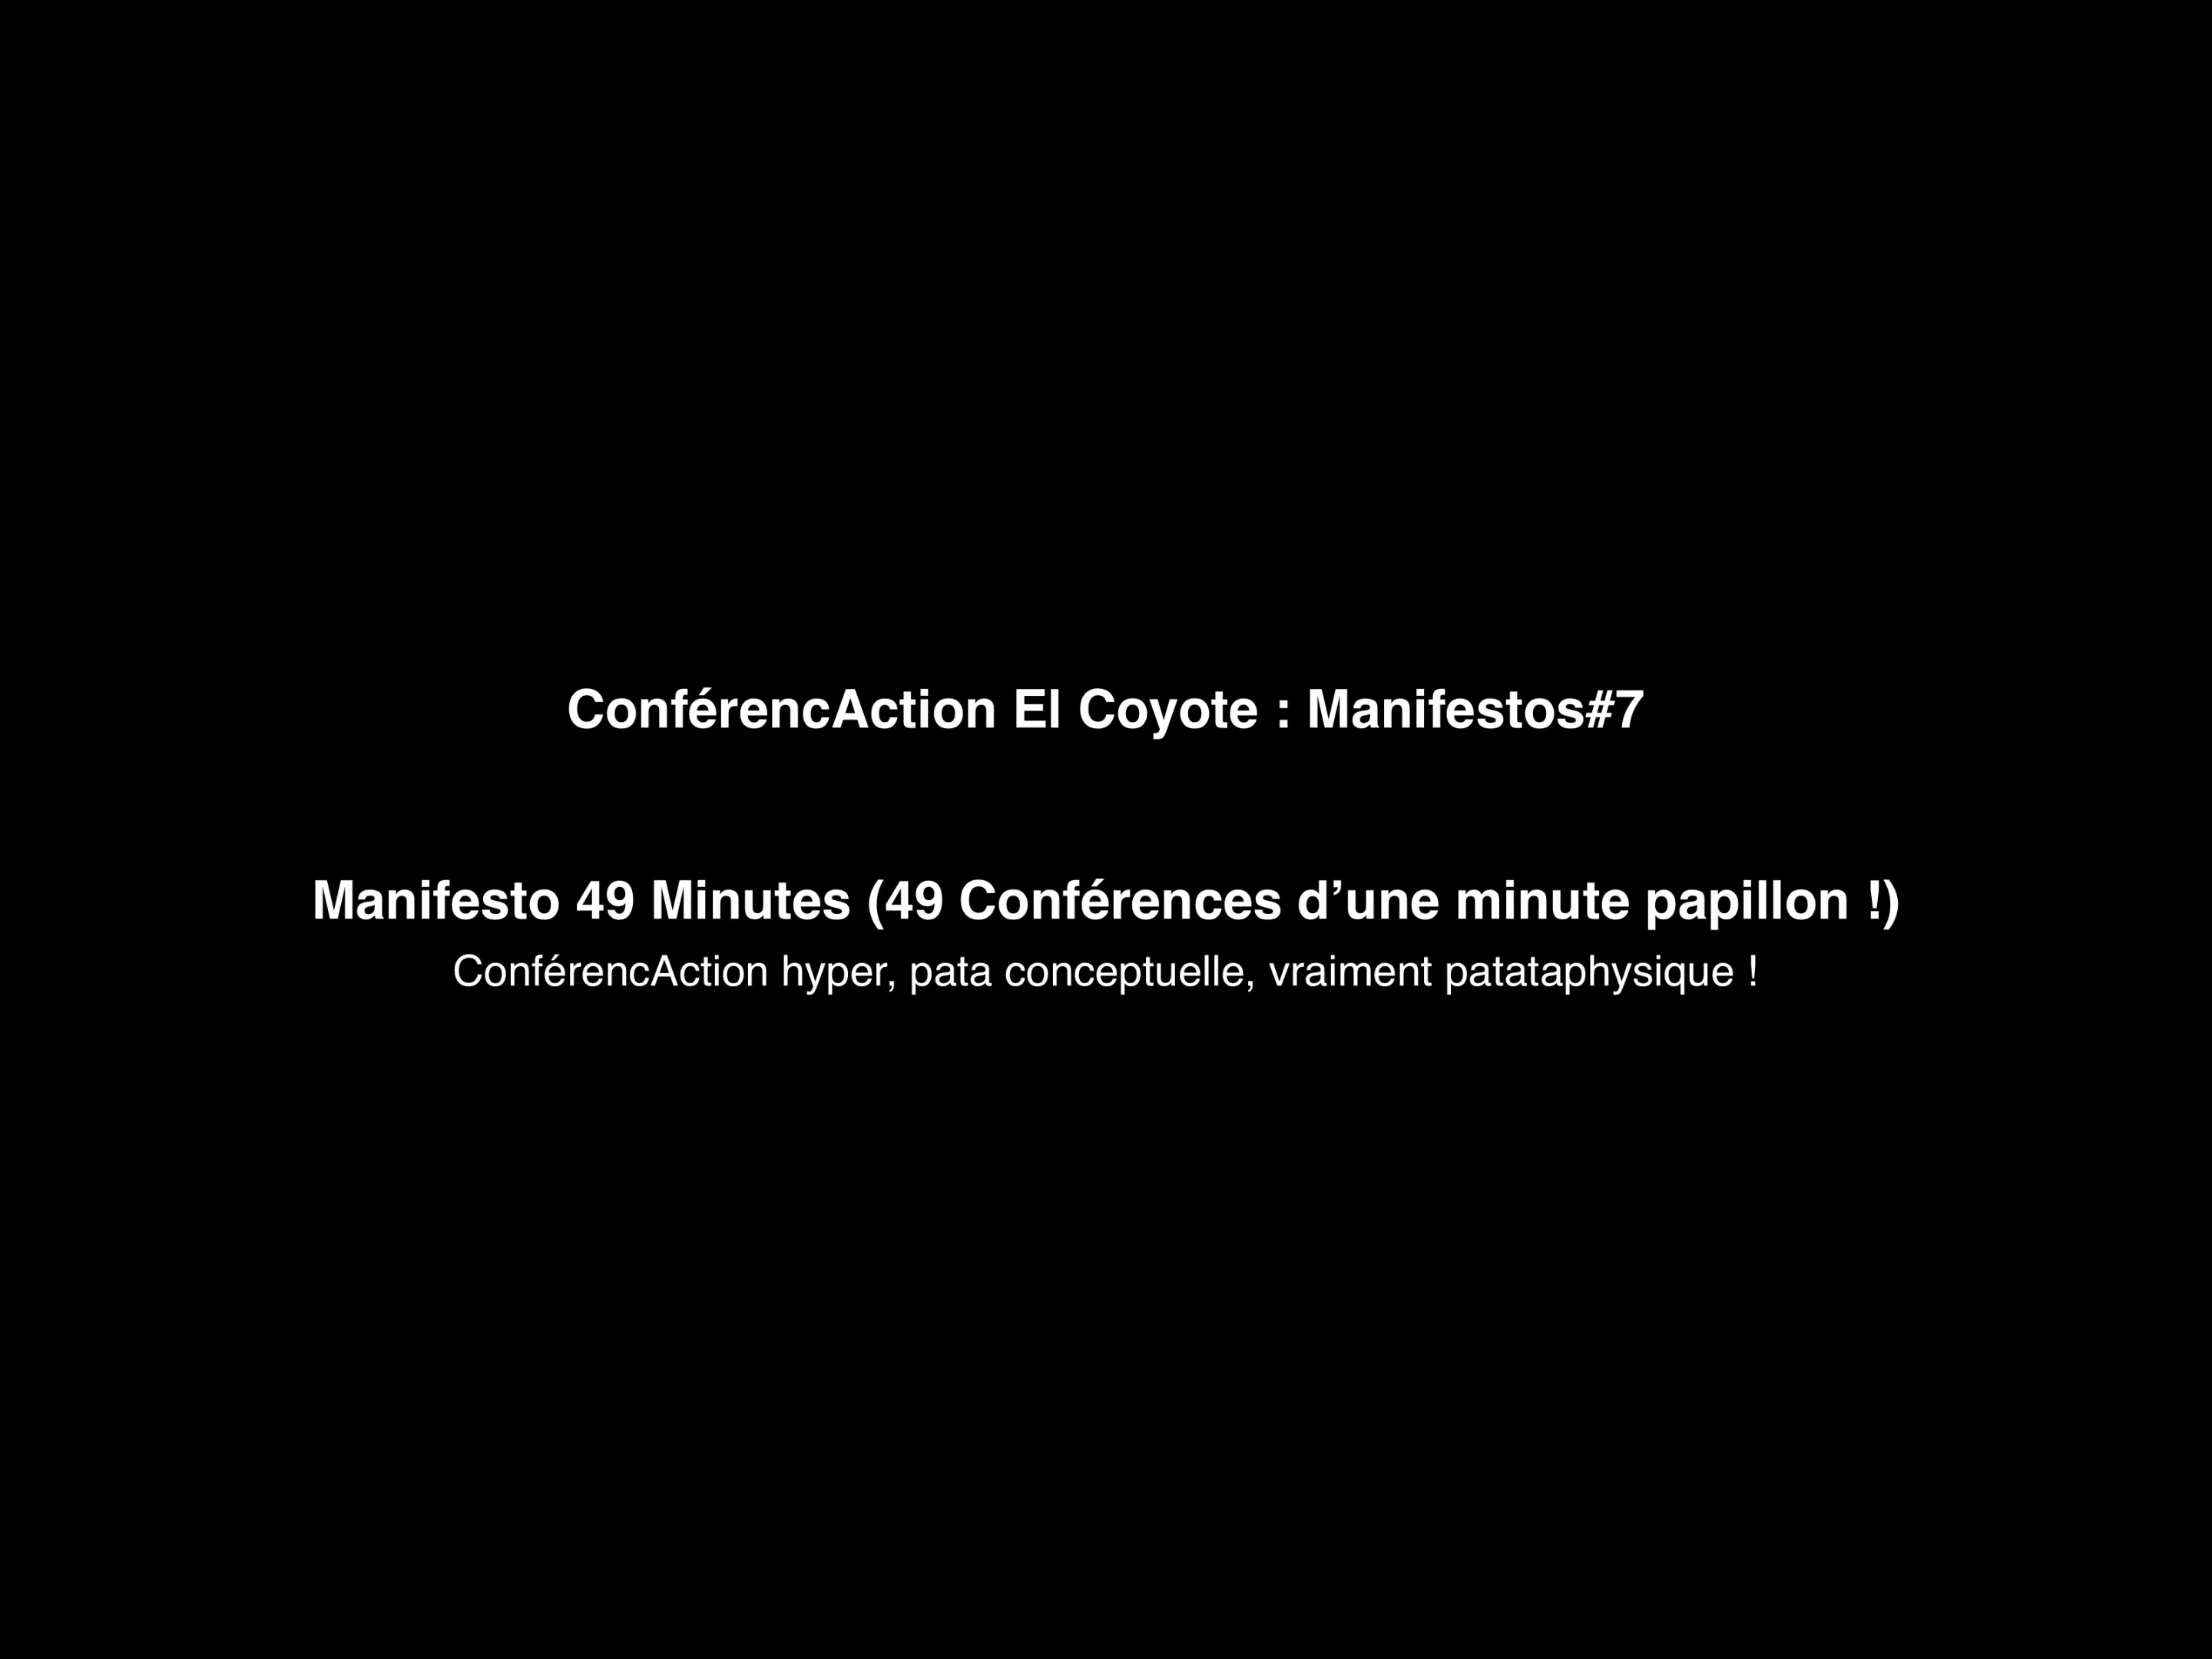 ConférencAction El Coyote : Manifestos#7
Manifesto 49 Minutes (49 Conférences d’une minute papillon !)
ConférencAction hyper, pata conceptuelle, vraiment patataphysique !